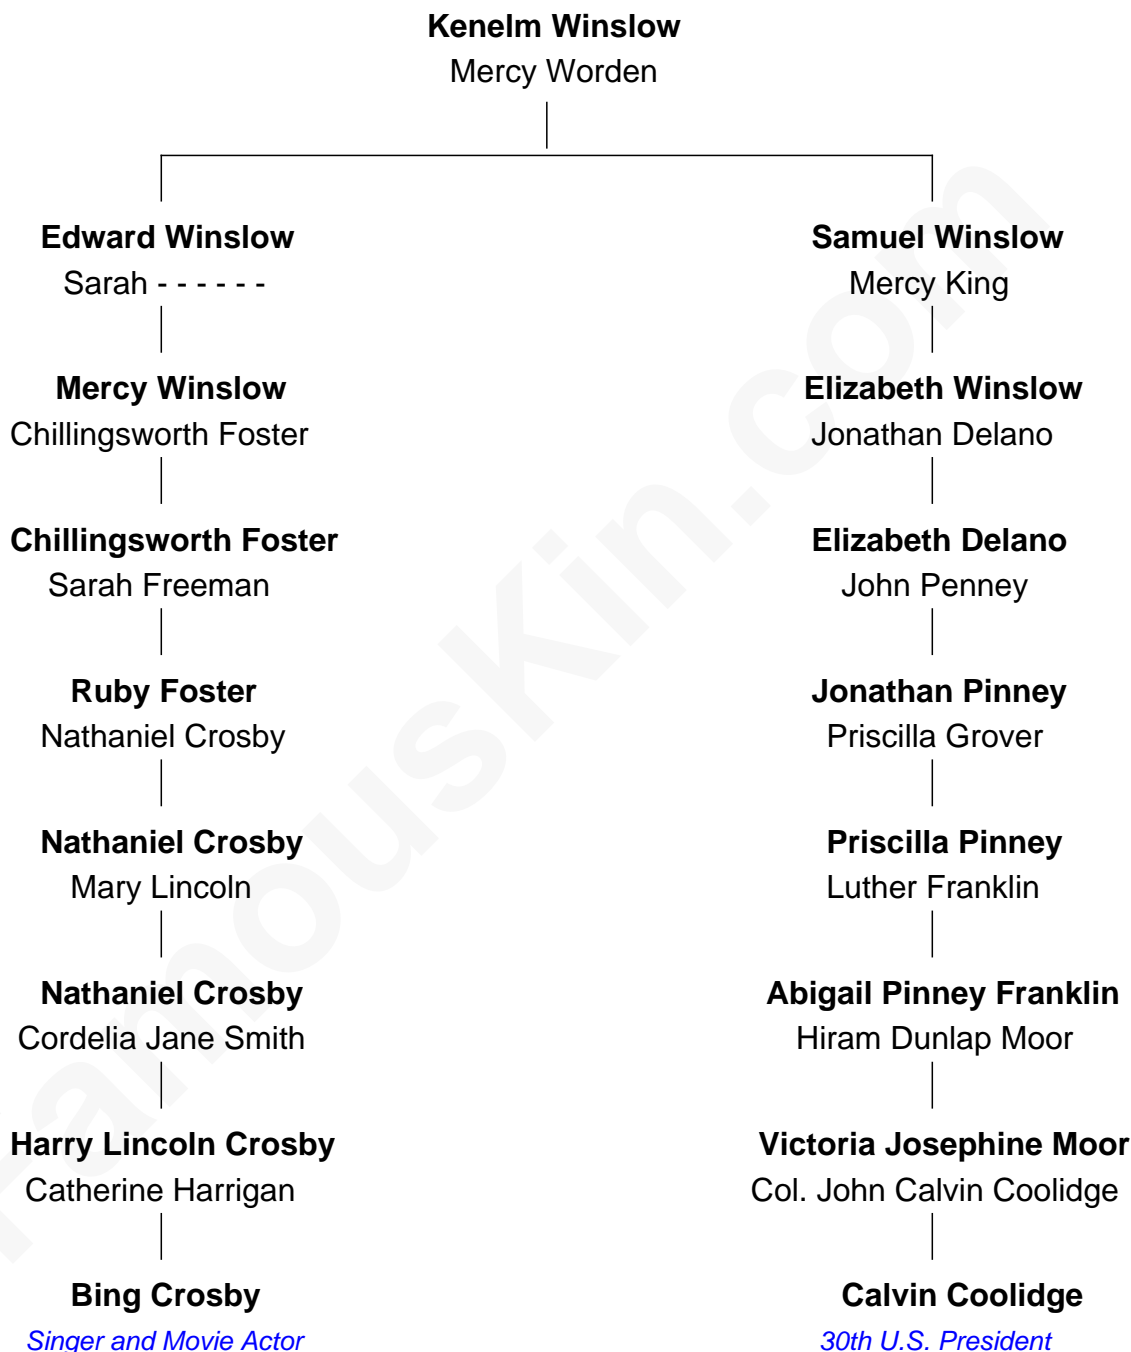 Kenelm Winslow
Mercy Worden
Edward Winslow
Sarah - - - - - -
Mercy Winslow
Chillingsworth Foster
Chillingsworth Foster
Sarah Freeman
Ruby Foster
Nathaniel Crosby
Nathaniel Crosby
Mary Lincoln
Nathaniel Crosby
Cordelia Jane Smith
Harry Lincoln Crosby
Catherine Harrigan
Bing Crosby
Singer and Movie Actor
Samuel Winslow
Mercy King
Elizabeth Winslow
Jonathan Delano
Elizabeth Delano
John Penney
Jonathan Pinney
Priscilla Grover
Priscilla Pinney
Luther Franklin
Abigail Pinney Franklin
Hiram Dunlap Moor
Victoria Josephine Moor
Col. John Calvin Coolidge
Calvin Coolidge
30th U.S. President
FamousKin.com